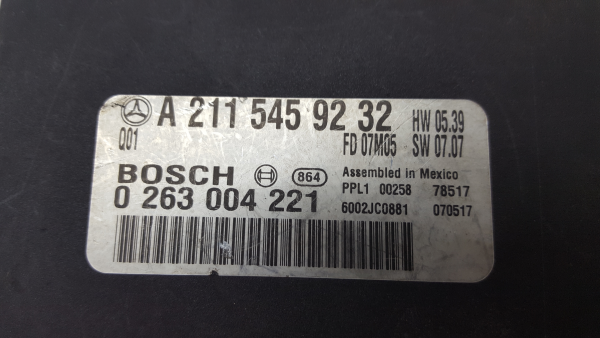 A 211 545 92 32 HW 05.39
Q01 FD 07M05 SW 07.07
BOSCH 864 Assembled in Mexico
0 263 004 221 PPL1 00258 78517
6002JC0881 070517